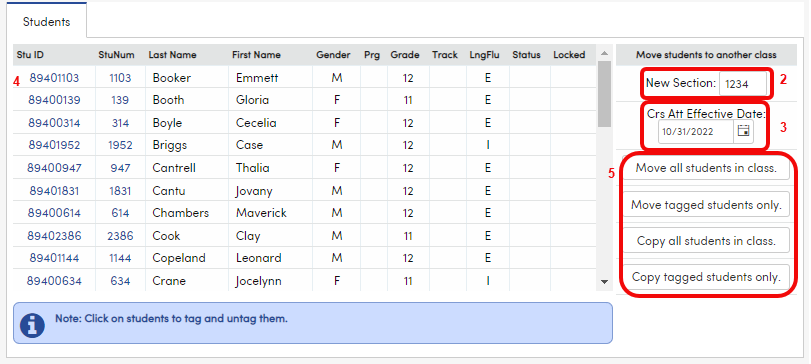 Students
Stu ID StuNum Last Name First Name Gender Prg Grade Track LngFlu Status Locked
4 89401103 1103 Booker Emmett M 12 E
89400139 139 Booth Gloria F 11 E
89400314 314 Boyle Cecelia F 12 E
89401952 1952 Briggs Case M 12 I
89400947 947 Cantrell Thalia F 12 E
89401831 1831 Cantu Jovany M 12 E
89400614 614 Chambers Maverick M 12 E
89402386 2386 Cook Clay M 11 E
89401144 1144 Copeland Leonard M 12 E
89400634 634 Crane Jocelynn F 11 I
Note: Click on students to tag and untag them.
Move students to another class
New Section: 1234 2
Crs Att Effective Date:
10/31/2022 3
5 Move all students in class.
Move tagged students only.
Copy all students in class.
Copy tagged students only.